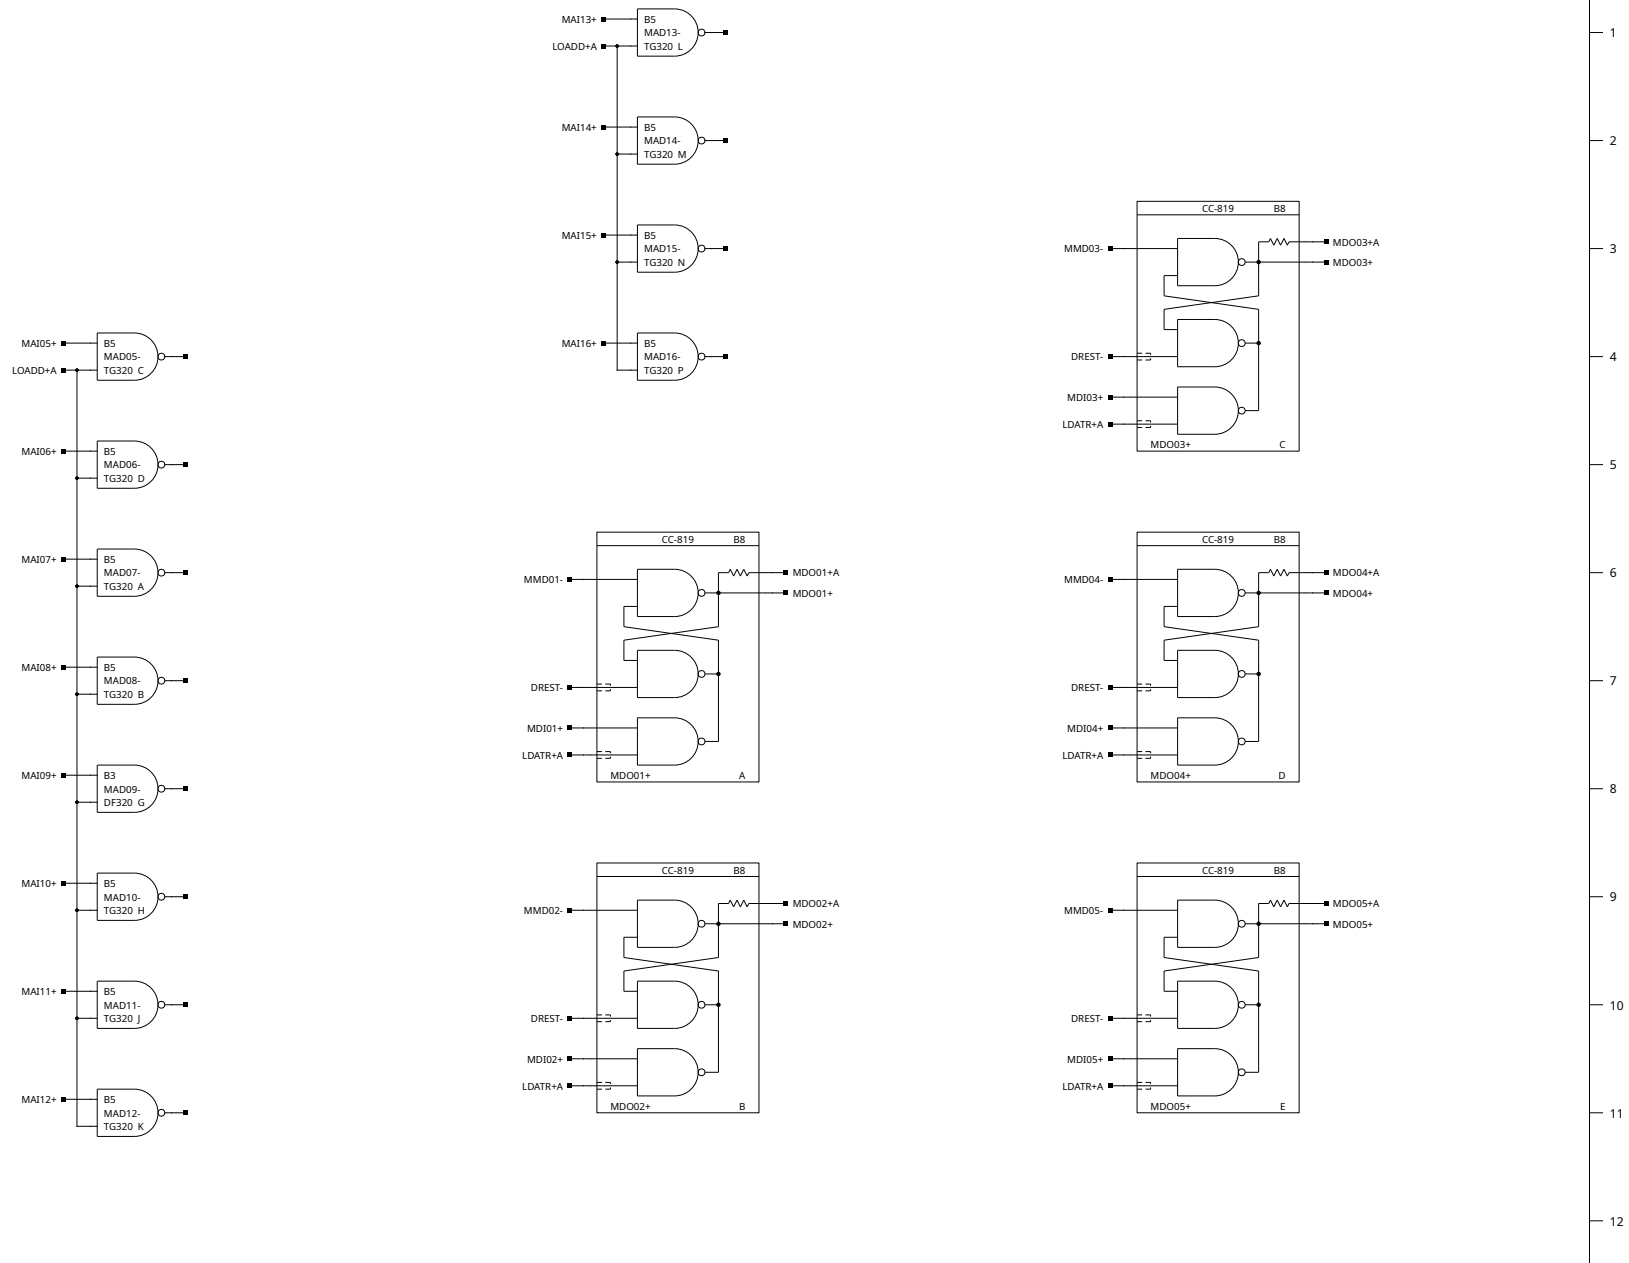 MAI13+
B5
MAD13-
LOADD+A
TG320 L
MAI14+
B5
MAD14-
TG320 M
MAI15+
B5
MAD15-
TG320 N
MAI16+
B5
MAD16-
TG320 P
MAI05+
B5
MAD05-
LOADD+A
TG320 C
MAI06+
B5
MAD06-
TG320 D
MAI07+
B5
MAD07-
TG320 A
MAI08+
B5
MAD08-
TG320 B
MAI09+
B3
MAD09-
DF320 G
MAI10+
B5
MAD10-
TG320 H
MAI11+
B5
MAD11-
TG320 J
MAI12+
B5
MAD12-
TG320 K
CC-819 B8
MMD01-
MDO01+A
MDO01+
DREST-
MDI01+
LDATR+A
MDO01+ A
CC-819 B8
MMD02-
MDO02+A
MDO02+
DREST-
MDI02+
LDATR+A
MDO02+ B
CC-819 B8
MMD03-
MDO03+A
MDO03+
DREST-
MDI03+
LDATR+A
MDO03+ C
CC-819 B8
MMD04-
MDO04+A
MDO04+
DREST-
MDI04+
LDATR+A
MDO04+ D
CC-819 B8
MMD05-
MDO05+A
MDO05+
DREST-
MDI05+
LDATR+A
MDO05+ E
1
2
3
4
5
6
7
8
9
10
11
12